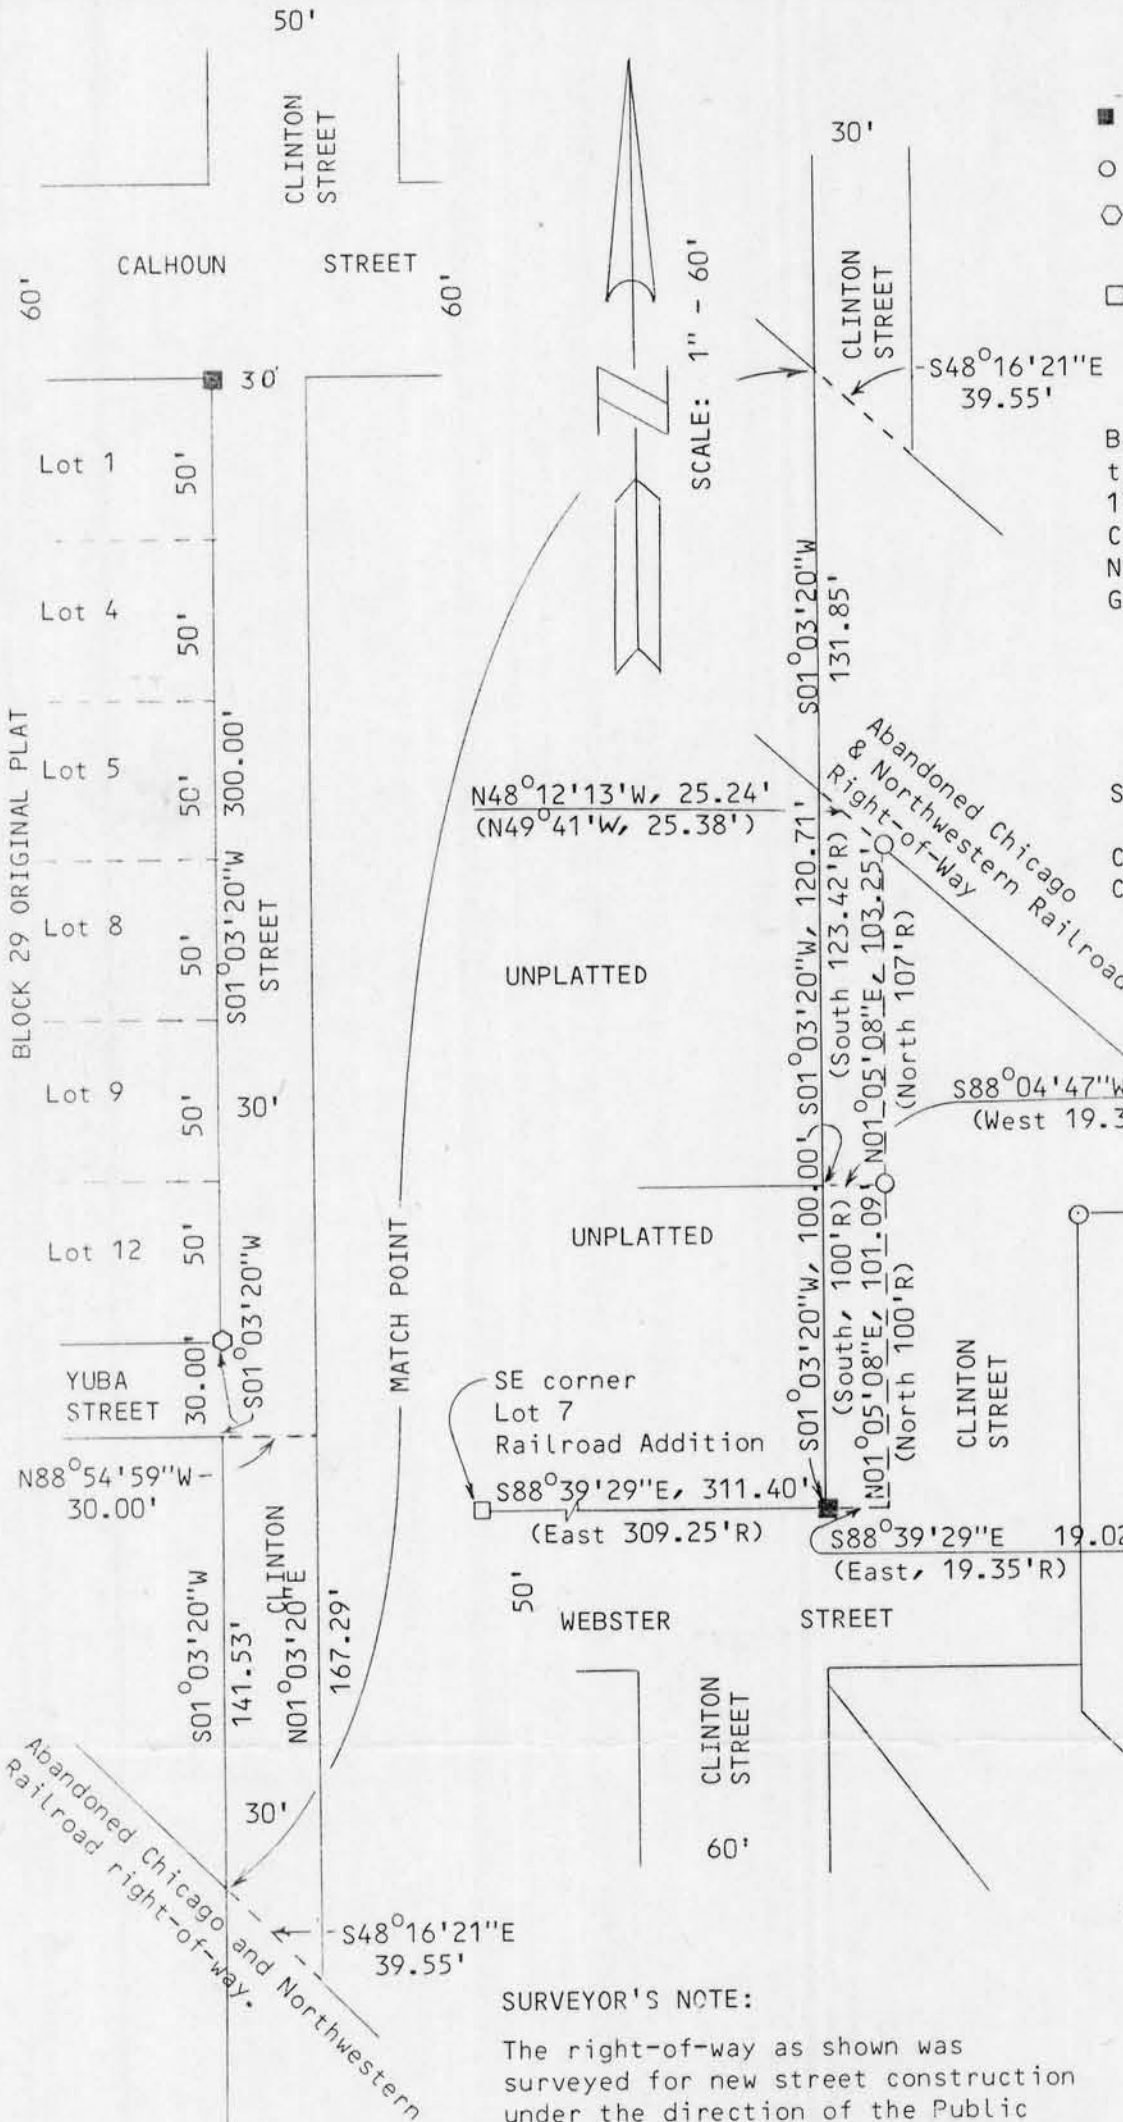 50'
CLINTON
STREET
CALHOUN STREET
60'
60'
30'
Lot 1
50'
Lot 4
50'
Lot 5
50'
Lot 8
50'
Lot 9
50'
Lot 12
50'
BLOCK 29 ORIGINAL PLAT
S01°03'20"W 300.00'
STREET
30'
YUBA
STREET
30.00'
S01°03'20"W
N88°54'59"W
30.00'
CLINTON
S01°03'20"W
141.53'
N01°03'20"E
167.29'
30'
Abandoned Chicago and Northwestern
Railroad right-of-way.
S48°16'21"E
39.55'
MATCH POINT
SCALE: 1" - 60'
30'
CLINTON
STREET
S48°16'21"E
39.55'
B
t
1
C
N
G
S01°03'20"W
131.85'
Abandoned Chicago
& Northwestern Railroad
Right-of-Way
S
C
C
N48°12'13'W, 25.24'
(N49°41'W, 25.38')
S01°03'20"W, 120.71'
(South 123.42'R)
N01°05'08"E, 103.25'
(North 107'R)
UNPLATTED
S88°04'47"W
(West 19.3
UNPLATTED
S01°03'20"W, 100.00'
(South, 100'R)
N01°05'08"E, 101.09'
(North 100'R)
CLINTON
STREET
SE corner
Lot 7
Railroad Addition
S88°39'29"E, 311.40'
(East 309.25'R)
S88°39'29"E 19.02
(East, 19.35'R)
50'
WEBSTER STREET
CLINTON
STREET
60'
SURVEYOR'S NOTE:
The right-of-way as shown was
surveyed for new street construction
under the direction of the Public